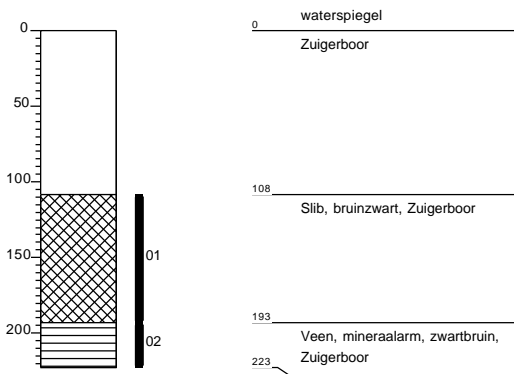 0
50
100
150
200
01
02
0
waterspiegel
Zuigerboor
108
Slib, bruinzwart, Zuigerboor
193
Veen, mineraalarm, zwartbruin,
Zuigerboor
223